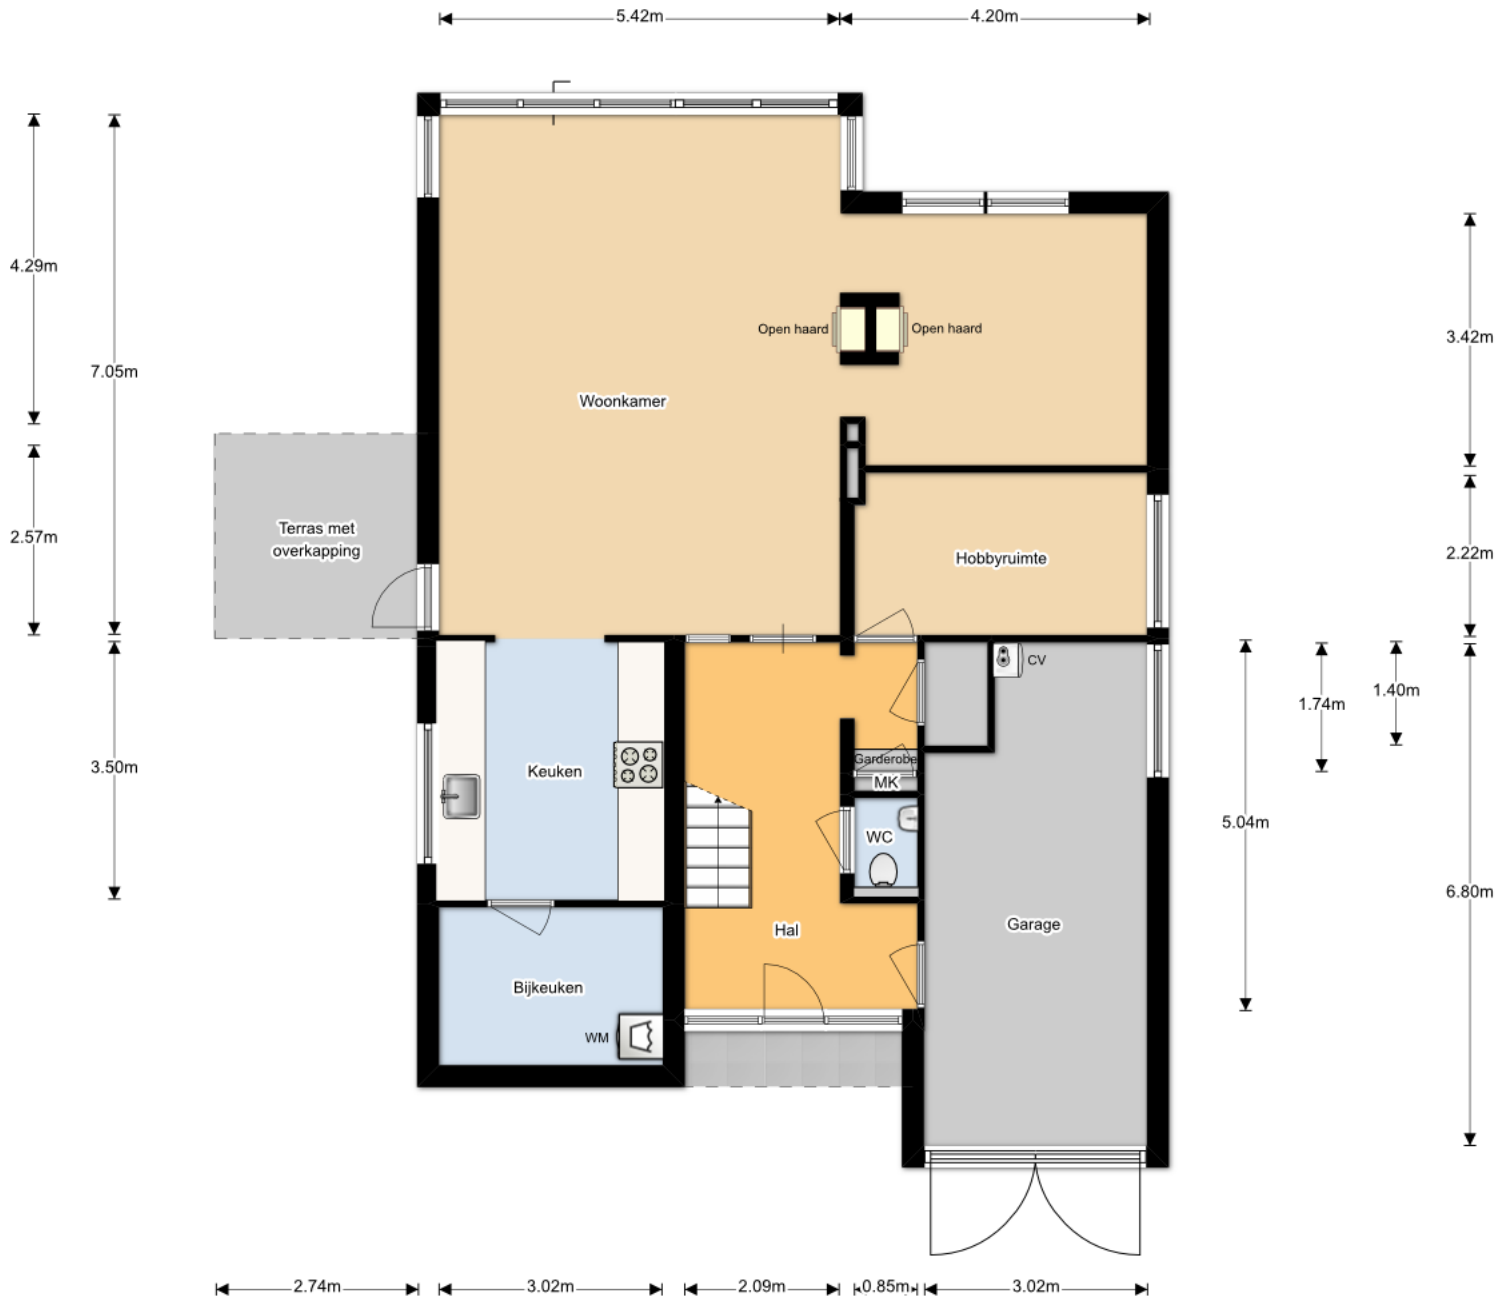 5.42m
4.20m
4.29m
7.05m
3.42m
Open haard
Open haard
Woonkamer
Terras met
overkapping
2.57m
Hobbyruimte
2.22m
CV
1.74m
1.40m
3.50m
Keuken
Garderobe
MK
WC
5.04m
6.80m
Hal
Garage
Bijkeuken
WM
2.74m
3.02m
2.09m
0.85m
3.02m